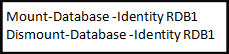 Mount-Database -Identity RDB1
Dismount-Database -Identity RDB1